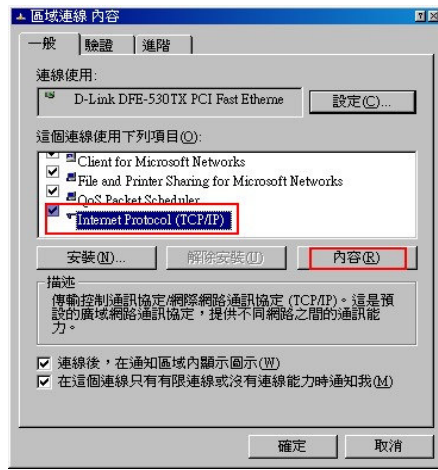 區域連線 內容
一般
驗證
進階
連線使用:
D-Link DFE-530TX PCI Fast Etherne
設定(C)...
這個連線使用下列項目(O):
Client for Microsoft Networks
File and Printer Sharing for Microsoft Networks
QoS Packet Scheduler
Internet Protocol (TCP/IP)
安裝(N)...
解除安裝(U)
內容(R)
描述
傳輸控制通訊協定/網際網路通訊協定 (TCP/IP)。這是預
設的廣域網路通訊協定,提供不同網路之間的通訊能
力。
連線後,在通知區域內顯示圖示(W)
在這個連線只有有限連線或沒有連線能力時通知我(M)
確定
取消